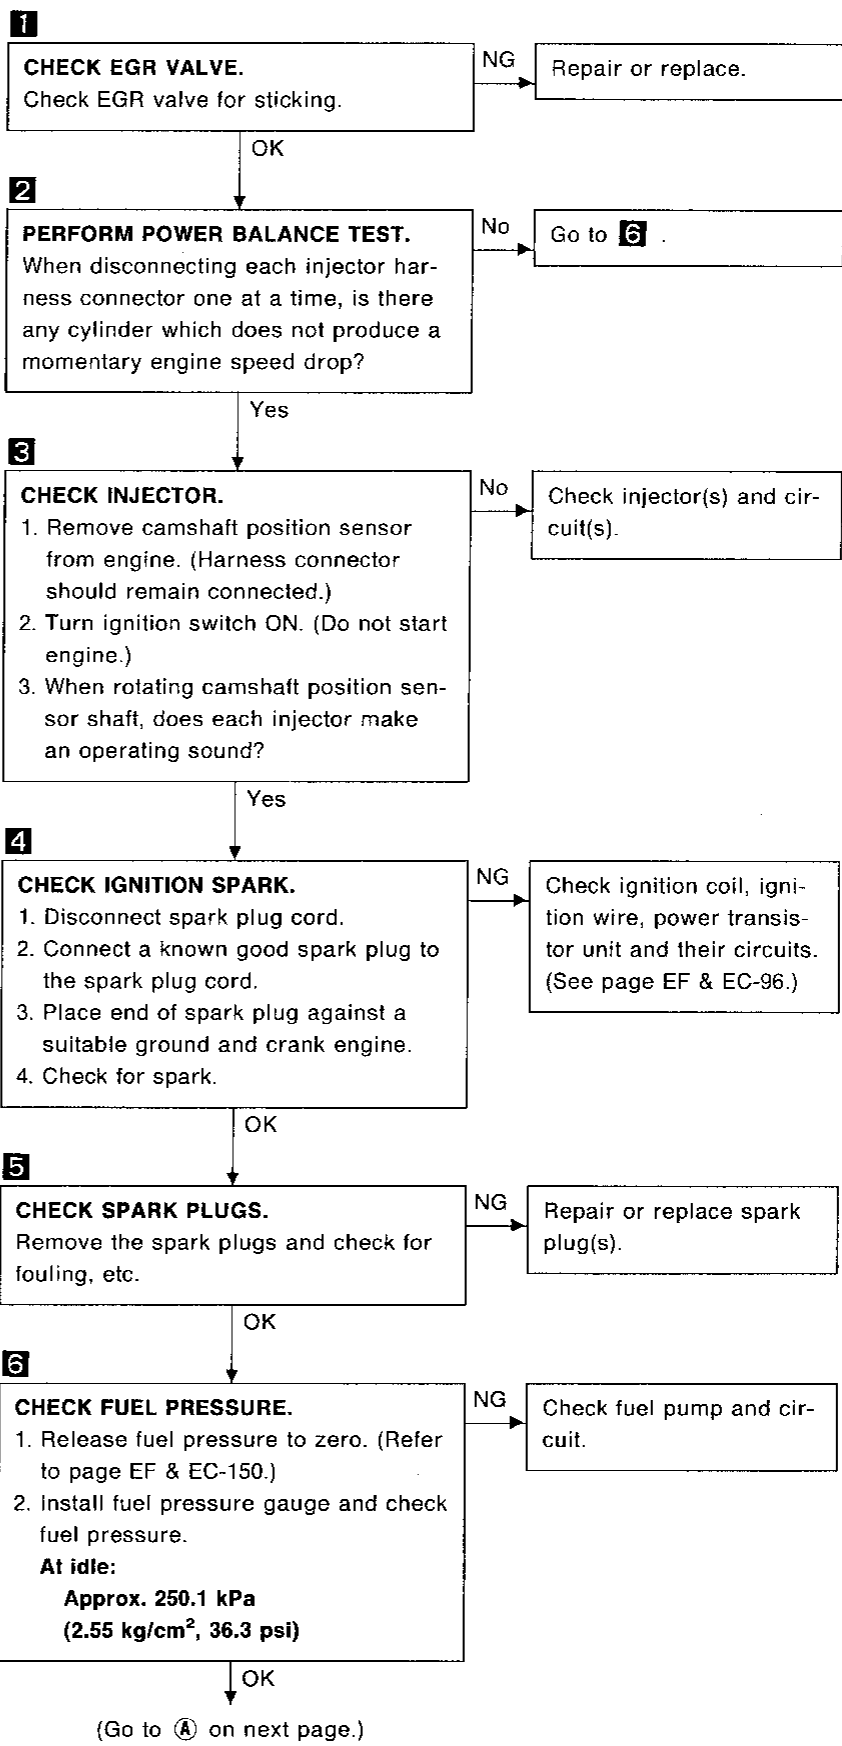 1
CHECK EGR VALVE.
Check EGR valve for sticking.
NG
Repair or replace.
OK
2
PERFORM POWER BALANCE TEST.
When disconnecting each injector har-
ness connector one at a time, is there
any cylinder which does not produce a
momentary engine speed drop?
No
Go to 6 .
Yes
3
CHECK INJECTOR.
1. Remove camshaft position sensor
from engine. (Harness connector
should remain connected.)
2. Turn ignition switch ON. (Do not start
engine.)
3. When rotating camshaft position sen-
sor shaft, does each injector make
an operating sound?
No
Check injector(s) and cir-
cuit(s).
Yes
4
CHECK IGNITION SPARK.
1. Disconnect spark plug cord.
2. Connect a known good spark plug to
the spark plug cord.
3. Place end of spark plug against a
suitable ground and crank engine.
4. Check for spark.
NG
Check ignition coil, igni-
tion wire, power transis-
tor unit and their circuits.
(See page EF & EC-96.)
OK
5
CHECK SPARK PLUGS.
Remove the spark plugs and check for
fouling, etc.
NG
Repair or replace spark
plug(s).
OK
6
CHECK FUEL PRESSURE.
1. Release fuel pressure to zero. (Refer
to page EF & EC-150.)
2. Install fuel pressure gauge and check
fuel pressure.
At idle:
Approx. 250.1 kPa
(2.55 kg/cm², 36.3 psi)
NG
Check fuel pump and cir-
cuit.
OK
(Go to Ⓐ on next page.)